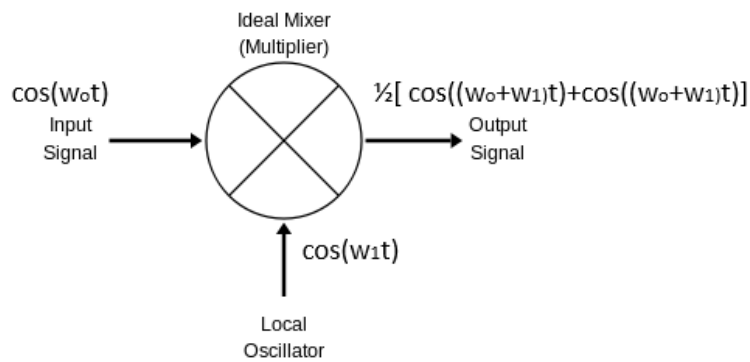 Ideal Mixer
(Multiplier)
cos(wₒt)
Input
Signal
½[ cos((wₒ+w₁)t)+cos((wₒ+w₁)t)]
Output
Signal
cos(w₁t)
Local
Oscillator